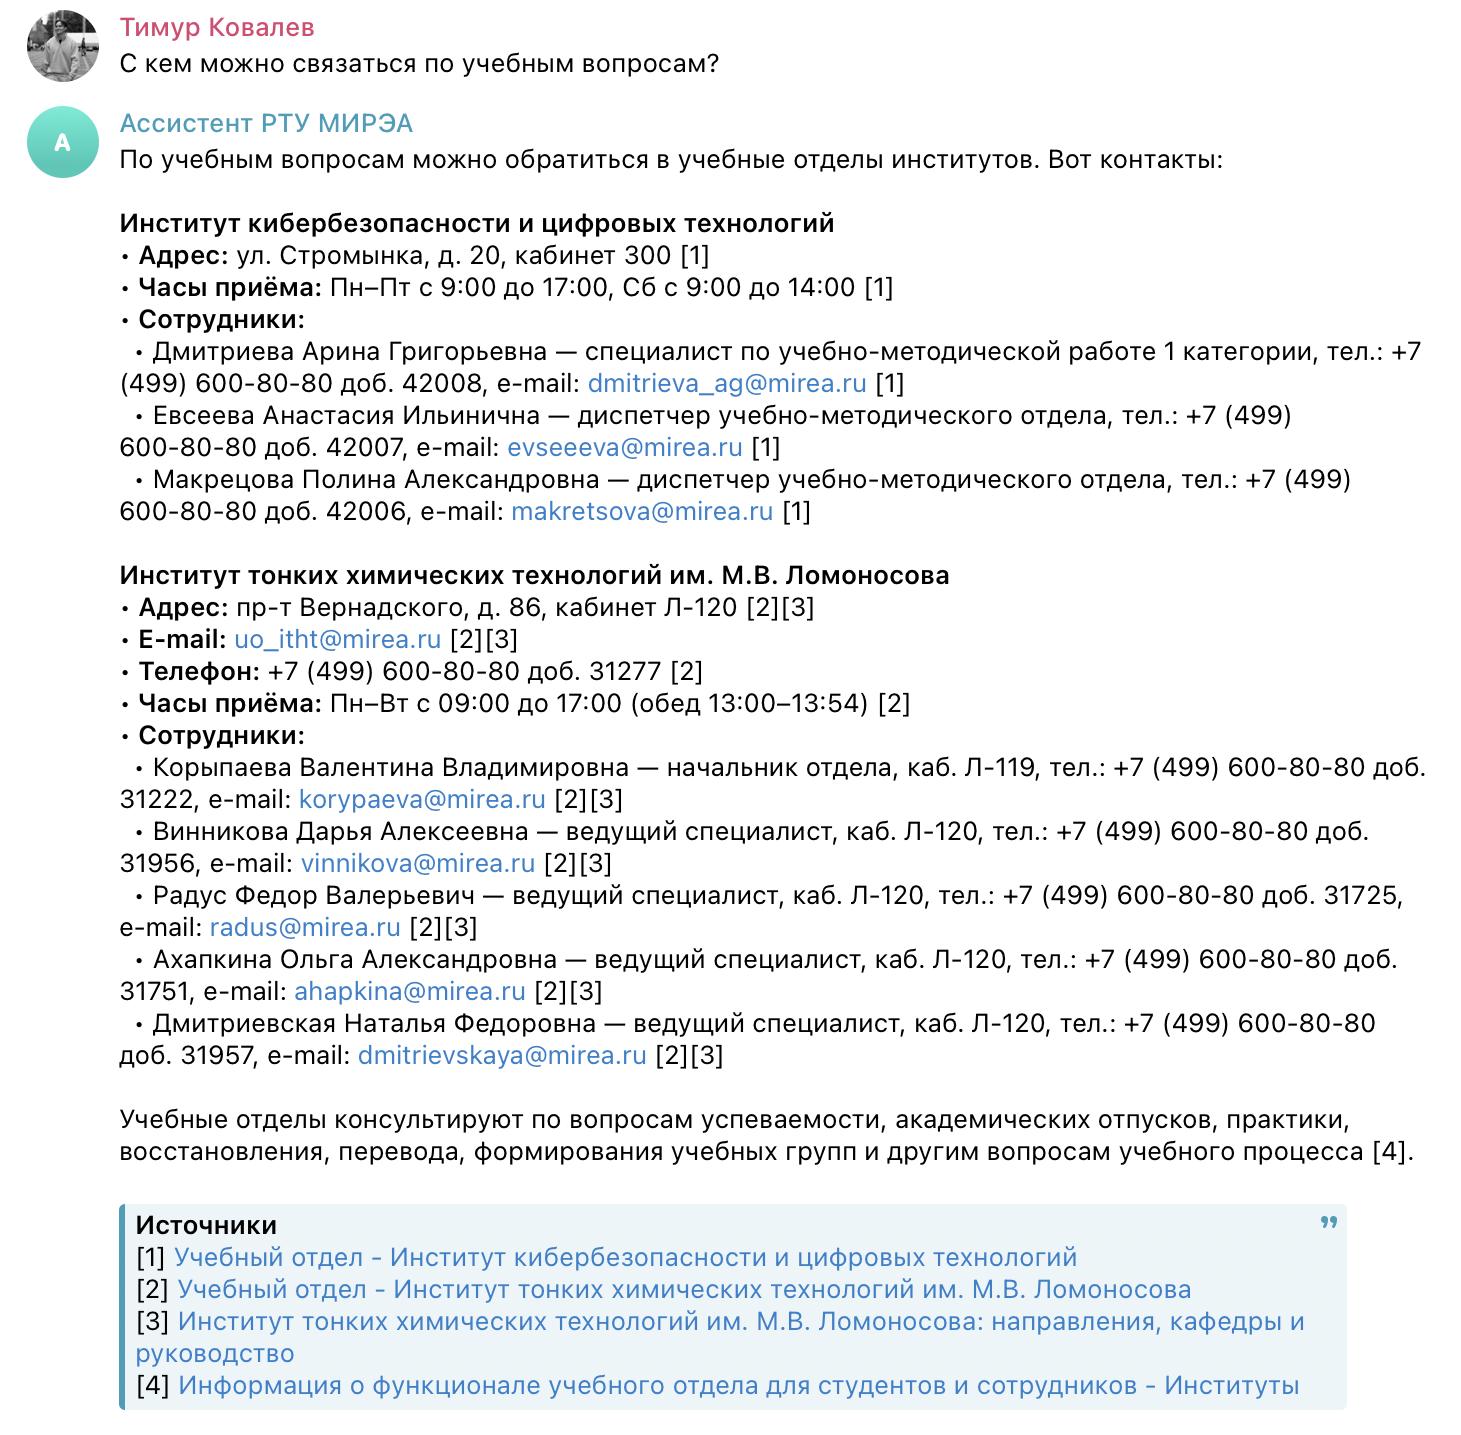 Тимур Ковалев
С кем можно связаться по учебным вопросам?
А
Ассистент РТУ МИРЭА
По учебным вопросам можно обратиться в учебные отделы институтов. Вот контакты:
Институт кибербезопасности и цифровых технологий
• Адрес: ул. Стромынка, д. 20, кабинет 300 [1]
• Часы приёма: Пн–Пт с 9:00 до 17:00, Сб с 9:00 до 14:00 [1]
• Сотрудники:
• Дмитриева Арина Григорьевна — специалист по учебно-методической работе 1 категории, тел.: +7
(499) 600-80-80 доб. 42008, e-mail: dmitrieva_ag@mirea.ru [1]
• Евсеева Анастасия Ильинична — диспетчер учебно-методического отдела, тел.: +7 (499)
600-80-80 доб. 42007, e-mail: evseeeva@mirea.ru [1]
• Макрецова Полина Александровна — диспетчер учебно-методического отдела, тел.: +7 (499)
600-80-80 доб. 42006, e-mail: makretsova@mirea.ru [1]
Институт тонких химических технологий им. М.В. Ломоносова
• Адрес: пр-т Вернадского, д. 86, кабинет Л-120 [2][3]
• E-mail: uo_itht@mirea.ru [2][3]
• Телефон: +7 (499) 600-80-80 доб. 31277 [2]
• Часы приёма: Пн–Вт с 09:00 до 17:00 (обед 13:00–13:54) [2]
• Сотрудники:
• Корыпаева Валентина Владимировна — начальник отдела, каб. Л-119, тел.: +7 (499) 600-80-80 доб.
31222, e-mail: korypaeva@mirea.ru [2][3]
• Винникова Дарья Алексеевна — ведущий специалист, каб. Л-120, тел.: +7 (499) 600-80-80 доб.
31956, e-mail: vinnikova@mirea.ru [2][3]
• Радус Федор Валерьевич — ведущий специалист, каб. Л-120, тел.: +7 (499) 600-80-80 доб. 31725,
e-mail: radus@mirea.ru [2][3]
• Ахапкина Ольга Александровна — ведущий специалист, каб. Л-120, тел.: +7 (499) 600-80-80 доб.
31751, e-mail: ahapkina@mirea.ru [2][3]
• Дмитриевская Наталья Федоровна — ведущий специалист, каб. Л-120, тел.: +7 (499) 600-80-80
доб. 31957, e-mail: dmitrievskaya@mirea.ru [2][3]
Учебные отделы консультируют по вопросам успеваемости, академических отпусков, практики,
восстановления, перевода, формирования учебных групп и другим вопросам учебного процесса [4].
Источники
[1] Учебный отдел - Институт кибербезопасности и цифровых технологий
[2] Учебный отдел - Институт тонких химических технологий им. М.В. Ломоносова
[3] Институт тонких химических технологий им. М.В. Ломоносова: направления, кафедры и
руководство
[4] Информация о функционале учебного отдела для студентов и сотрудников - Институты